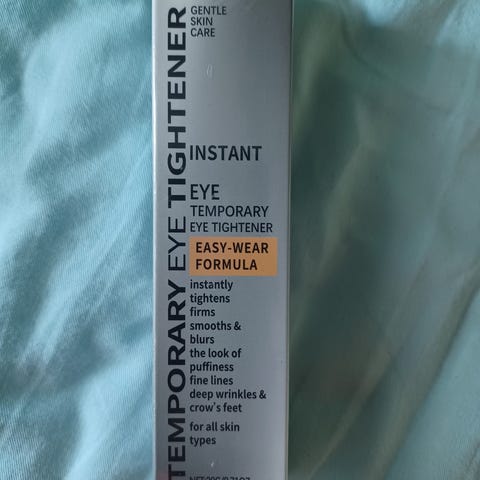 TEMPORARY EYE TIGHTENER
GENTLE
SKIN
CARE
INSTANT
EYE
TEMPORARY
EYE TIGHTENER
EASY-WEAR
FORMULA
instantly
tightens
firms
smooths &
blurs
the look of
puffiness
fine lines
deep wrinkles &
crow's feet
for all skin
types